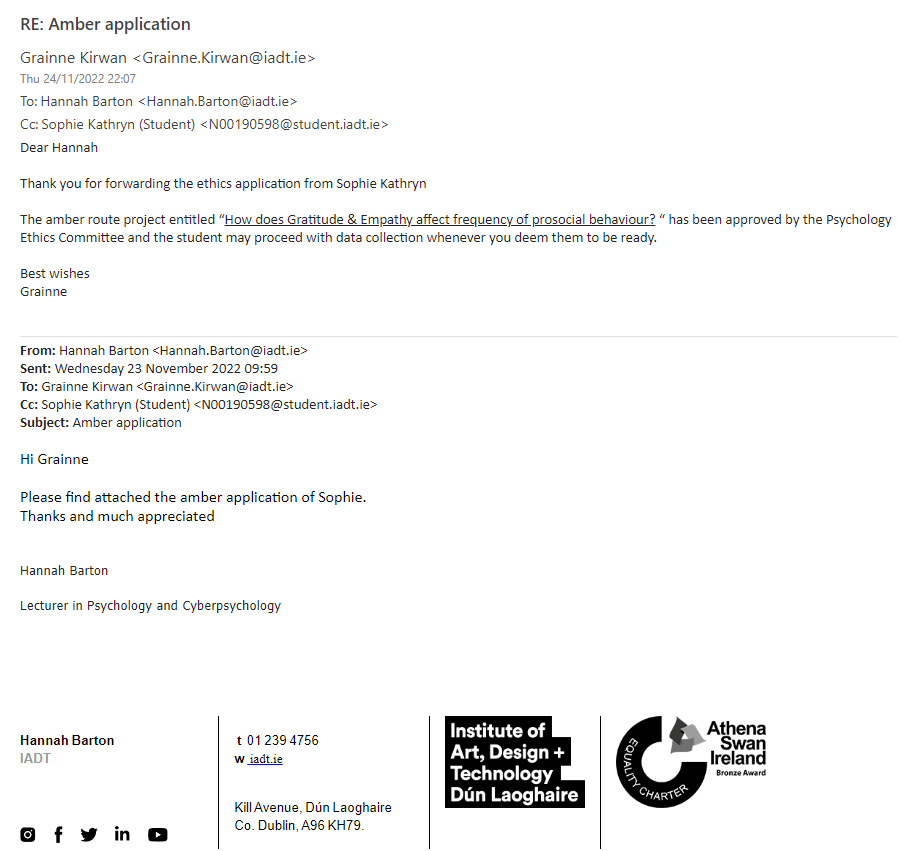 RE: Amber application
Grainne Kirwan <Grainne.Kirwan@iadt.ie>
Thu 24/11/2022 22:07
To: Hannah Barton <Hannah.Barton@iadt.ie>
Cc: Sophie Kathryn (Student) <N00190598@student.iadt.ie>
Dear Hannah
Thank you for forwarding the ethics application from Sophie Kathryn
The amber route project entitled “How does Gratitude & Empathy affect frequency of prosocial behaviour? “ has been approved by the Psychology
Ethics Committee and the student may proceed with data collection whenever you deem them to be ready.
Best wishes
Grainne
From: Hannah Barton <Hannah.Barton@iadt.ie>
Sent: Wednesday 23 November 2022 09:59
To: Grainne Kirwan <Grainne.Kirwan@iadt.ie>
Cc: Sophie Kathryn (Student) <N00190598@student.iadt.ie>
Subject: Amber application
Hi Grainne
Please find attached the amber application of Sophie.
Thanks and much appreciated
Hannah Barton
Lecturer in Psychology and Cyberpsychology
Hannah Barton
IADT
t 01 239 4756
w iadt.ie
Kill Avenue, Dún Laoghaire
Co. Dublin, A96 KH79.
Institute of
Art, Design +
Technology
Dún Laoghaire
EQUALITY CHARTER
Athena
Swan
Ireland
Bronze Award